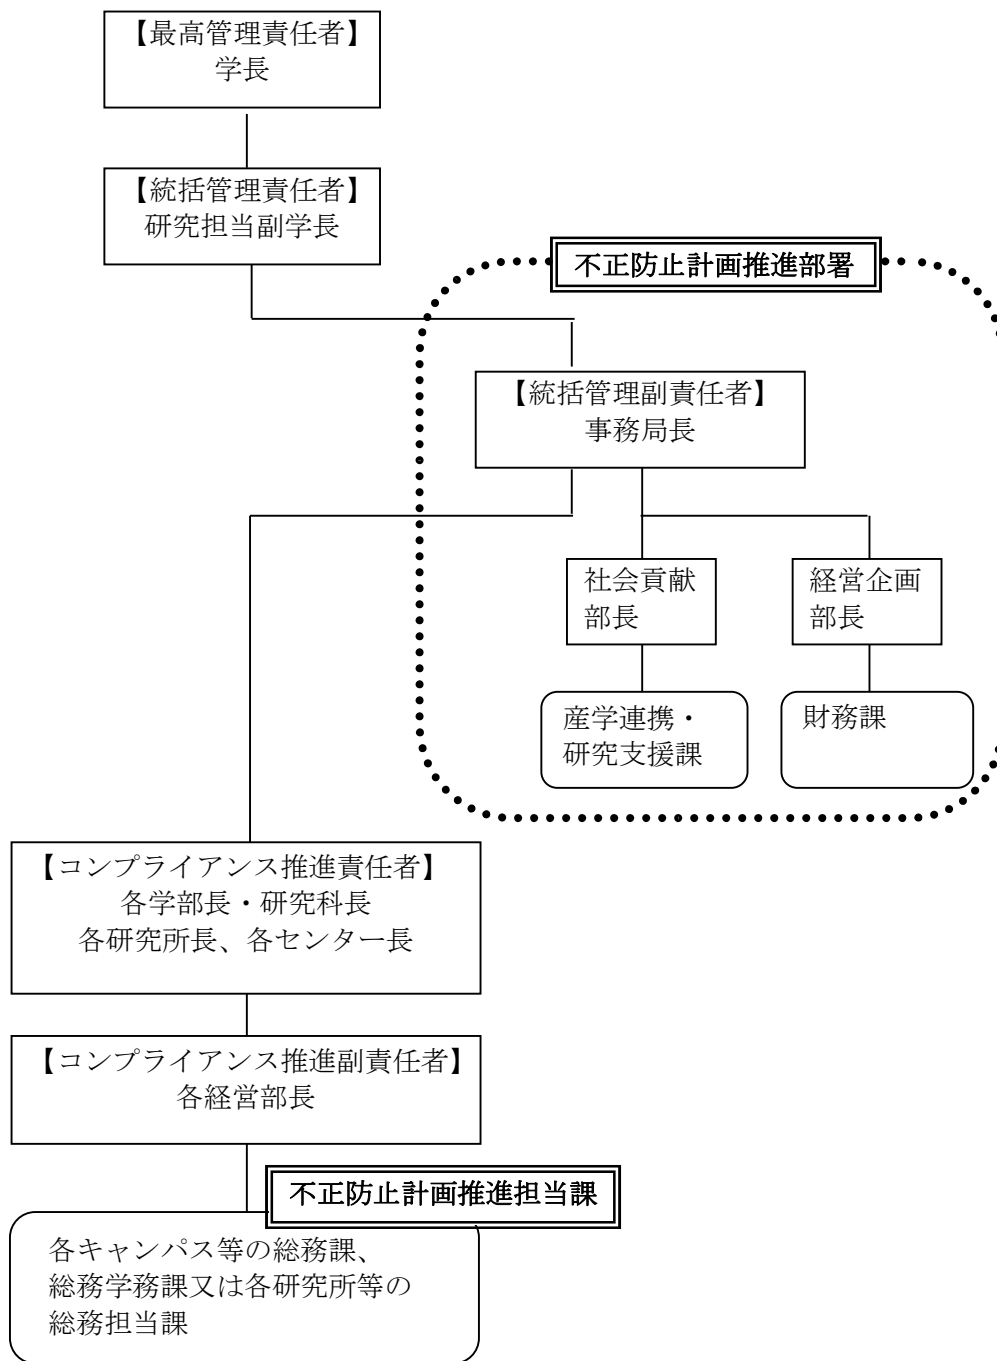 【最高管理責任者】
学長
【統括管理責任者】
研究担当副学長
不正防止計画推進部署
【統括管理副責任者】
事務局長
社会貢献
部長
経営企画
部長
産学連携・
研究支援課
財務課
【コンプライアンス推進責任者】
各学部長・研究科長
各研究所長、各センター長
【コンプライアンス推進副責任者】
各経営部長
不正防止計画推進担当課
各キャンパス等の総務課、
総務学務課又は各研究所等の
総務担当課